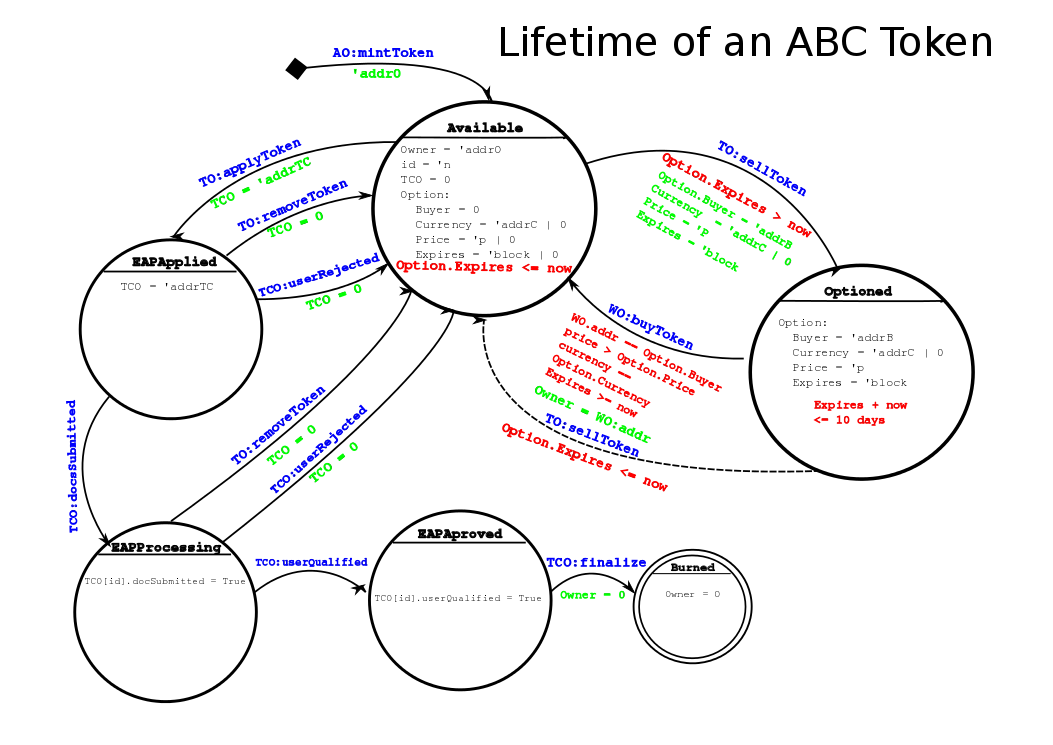 Lifetime of an ABC Token
AO:mintToken
'addrO
Available
Owner = 'addrO
id = 'n
TCO = 0
Option:
Buyer = 0
Currency = 'addrC | 0
Price = 'p | 0
Expires = 'block | 0
Option.Expires <= now
TO:applyToken
TCO = 'addrTC
TO:removeToken
TCO = 0
TCO:userRejected
TCO = 0
EAPApplied
TCO = 'addrTC
TO:sellToken
Option.Expires > now
Option.Buyer = 'addrB
Currency = 'addrC | 0
Price = 'P
Expires = 'block
Optioned
Option:
Buyer = 'addrB
Currency = 'addrC | 0
Price = 'p
Expires = 'block
Expires + now
<= 10 days
WO:buyToken
WO.addr == Option.Buyer
price > Option.Price
currency ==
Option.Currency
Expires >= now
Owner = WO:addr
TO:sellToken
Option.Expires <= now
TCO:docsSubmitted
TO:removeToken
TCO = 0
TCO:userRejected
TCO = 0
EAPProcessing
TCO[id].docSubmitted = True
TCO:userQualified
EAPAproved
TCO[id].userQualified = True
TCO:finalize
Owner = 0
Burned
Owner = 0